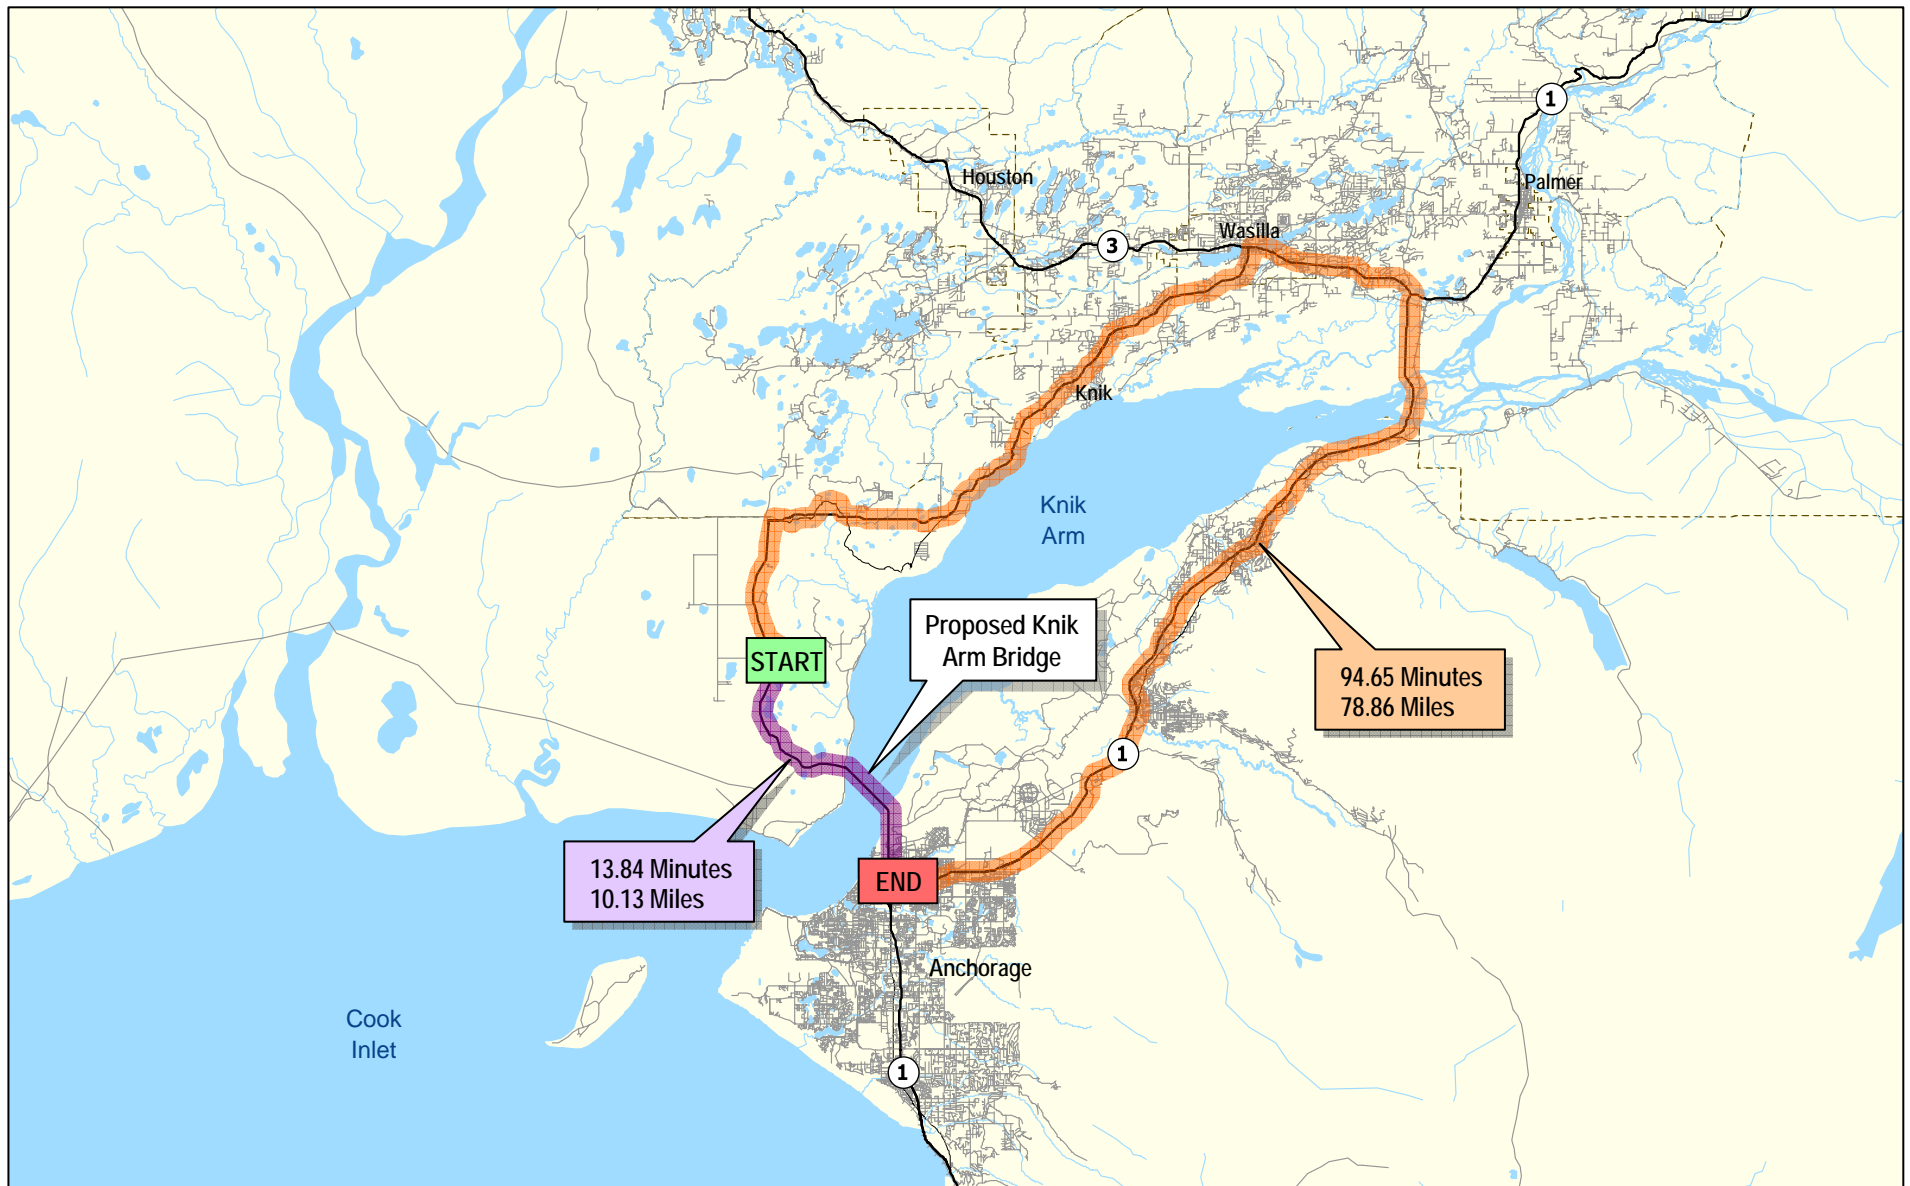 1
Houston
Palmer
Wasilla
3
Knik
Knik
Arm
Proposed Knik
Arm Bridge
START
94.65 Minutes
78.86 Miles
1
13.84 Minutes
10.13 Miles
END
Anchorage
Cook
Inlet
1